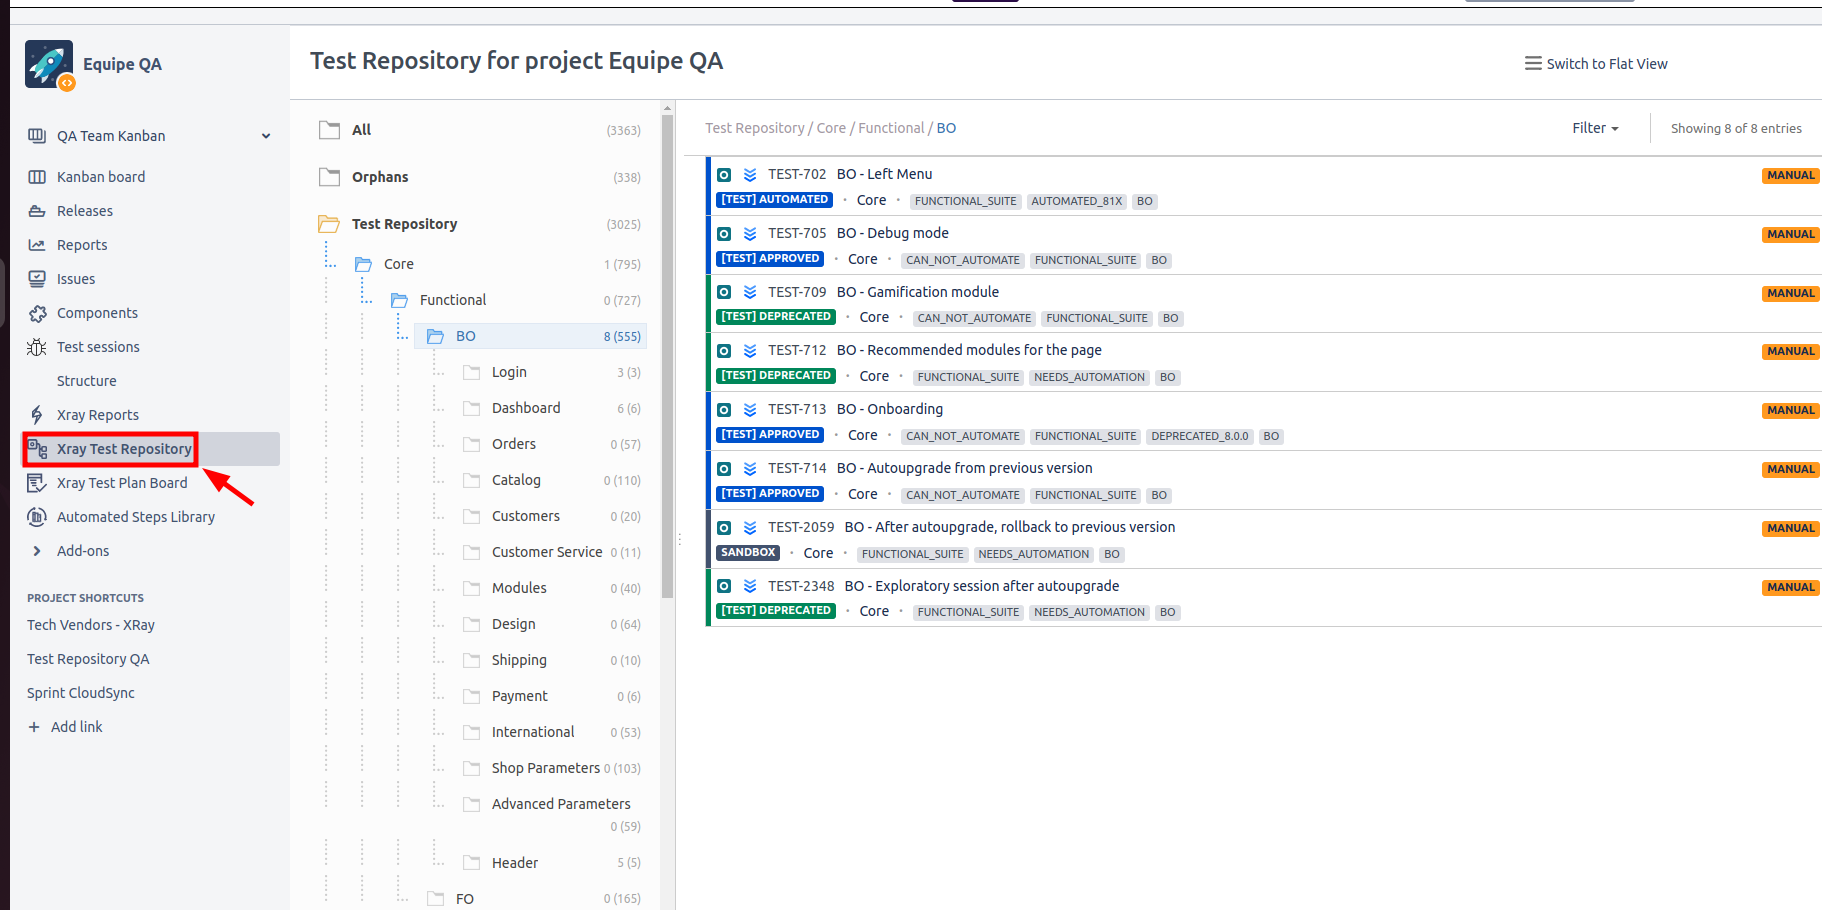 Equipe QA
QA Team Kanban
Kanban board
Releases
Reports
Issues
Components
Test sessions
Structure
Xray Reports
Xray Test Repository
Xray Test Plan Board
Automated Steps Library
Add-ons
PROJECT SHORTCUTS
Tech Vendors - XRay
Test Repository QA
Sprint CloudSync
+ Add link
Test Repository for project Equipe QA
Switch to Flat View
All (3363)
Orphans (338)
Test Repository (3025)
Core 1 (795)
Functional 0 (727)
BO 8 (555)
Login 3 (3)
Dashboard 6 (6)
Orders 0 (57)
Catalog 0 (110)
Customers 0 (20)
Customer Service 0 (11)
Modules 0 (40)
Design 0 (64)
Shipping 0 (10)
Payment 0 (6)
International 0 (53)
Shop Parameters 0 (103)
Advanced Parameters
0 (59)
Header 5 (5)
FO 0 (165)
Test Repository / Core / Functional / BO
Filter
Showing 8 of 8 entries
TEST-702 BO - Left Menu MANUAL
[TEST] AUTOMATED · Core · FUNCTIONAL_SUITE AUTOMATED_81X BO
TEST-705 BO - Debug mode MANUAL
[TEST] APPROVED · Core · CAN_NOT_AUTOMATE FUNCTIONAL_SUITE BO
TEST-709 BO - Gamification module MANUAL
[TEST] DEPRECATED · Core · CAN_NOT_AUTOMATE FUNCTIONAL_SUITE BO
TEST-712 BO - Recommended modules for the page MANUAL
[TEST] DEPRECATED · Core · FUNCTIONAL_SUITE NEEDS_AUTOMATION BO
TEST-713 BO - Onboarding MANUAL
[TEST] APPROVED · Core · CAN_NOT_AUTOMATE FUNCTIONAL_SUITE DEPRECATED_8.0.0 BO
TEST-714 BO - Autoupgrade from previous version MANUAL
[TEST] APPROVED · Core · CAN_NOT_AUTOMATE FUNCTIONAL_SUITE BO
TEST-2059 BO - After autoupgrade, rollback to previous version MANUAL
SANDBOX · Core · FUNCTIONAL_SUITE NEEDS_AUTOMATION BO
TEST-2348 BO - Exploratory session after autoupgrade MANUAL
[TEST] DEPRECATED · Core · FUNCTIONAL_SUITE NEEDS_AUTOMATION BO